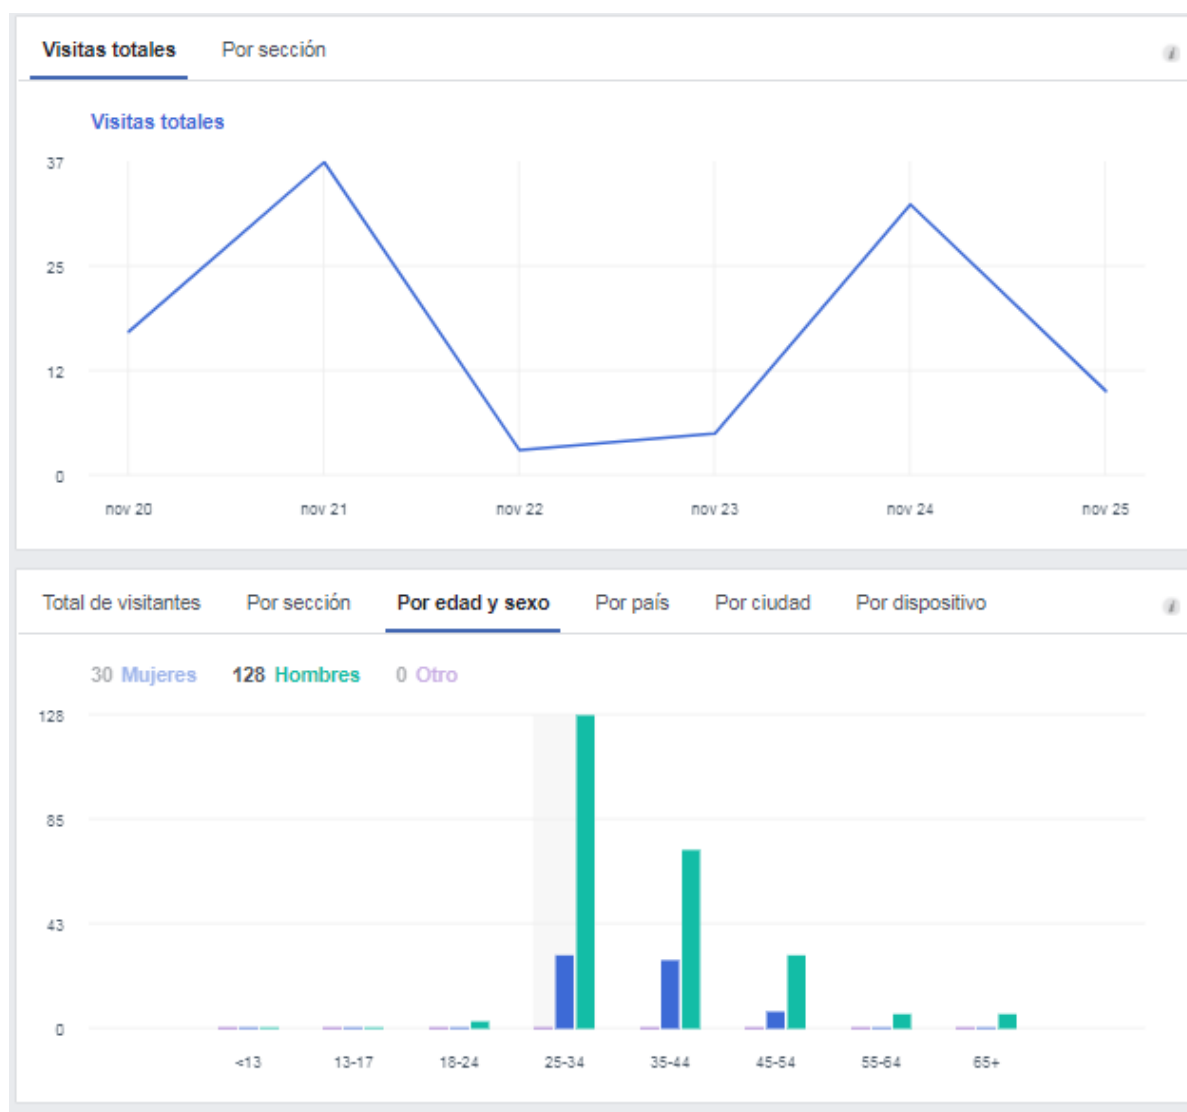 Visitas totales Por sección i
Visitas totales
37
25
12
0
nov 20 nov 21 nov 22 nov 23 nov 24 nov 25
Total de visitantes Por sección Por edad y sexo Por país Por ciudad Por dispositivo i
30 Mujeres 128 Hombres 0 Otro
128
85
43
0
<13 13-17 18-24 25-34 35-44 45-54 55-64 65+